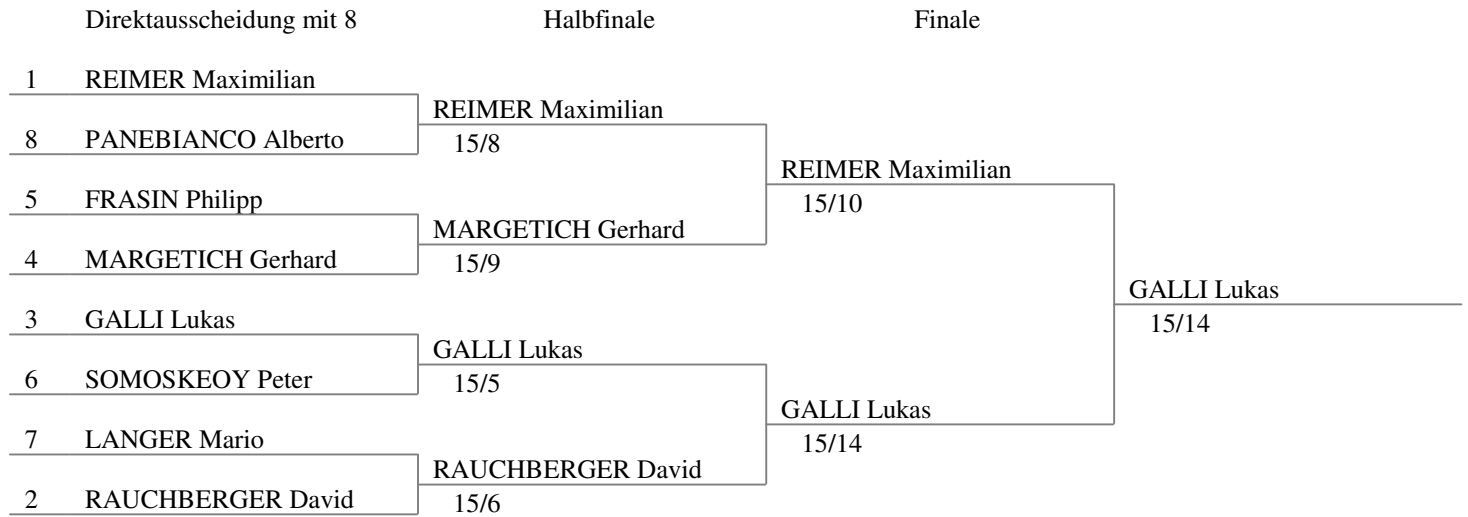 Direktausscheidung mit 8 Halbfinale Finale
1 REIMER Maximilian
REIMER Maximilian
8 PANEBIANCO Alberto 15/8
REIMER Maximilian
5 FRASIN Philipp 15/10
MARGETICH Gerhard
4 MARGETICH Gerhard 15/9
GALLI Lukas
3 GALLI Lukas 15/14
GALLI Lukas
6 SOMOSKEOY Peter 15/5
GALLI Lukas
7 LANGER Mario 15/14
RAUCHBERGER David
2 RAUCHBERGER David 15/6